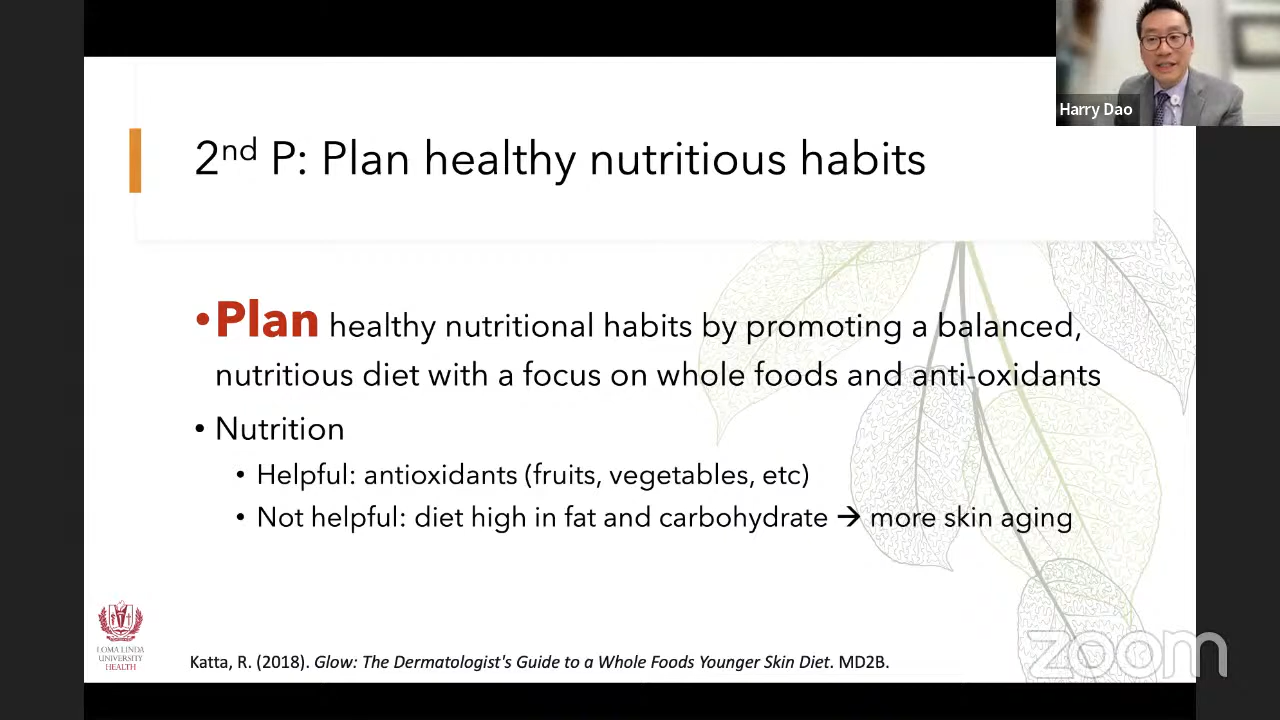 Harry Dao
2nd P: Plan healthy nutritious habits
•Plan healthy nutritional habits by promoting a balanced,
nutritious diet with a focus on whole foods and anti-oxidants
• Nutrition
• Helpful: antioxidants (fruits, vegetables, etc)
• Not helpful: diet high in fat and carbohydrate → more skin aging
LOMA LINDA
UNIVERSITY
HEALTH
Katta, R. (2018). Glow: The Dermatologist's Guide to a Whole Foods Younger Skin Diet. MD2B.
zoom